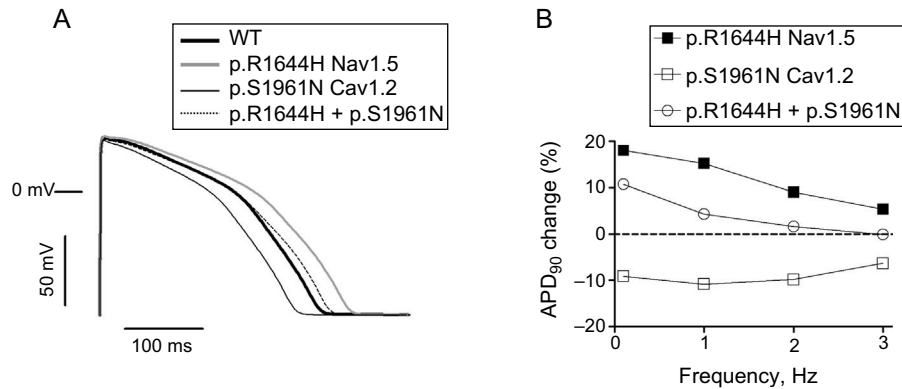 A
WT
p.R1644H Nav1.5
p.S1961N Cav1.2
p.R1644H + p.S1961N
0 mV
50 mV
100 ms
B
p.R1644H Nav1.5
p.S1961N Cav1.2
p.R1644H + p.S1961N
APD90 change (%)
20
10
0
–10
–20
0 1 2 3
Frequency, Hz